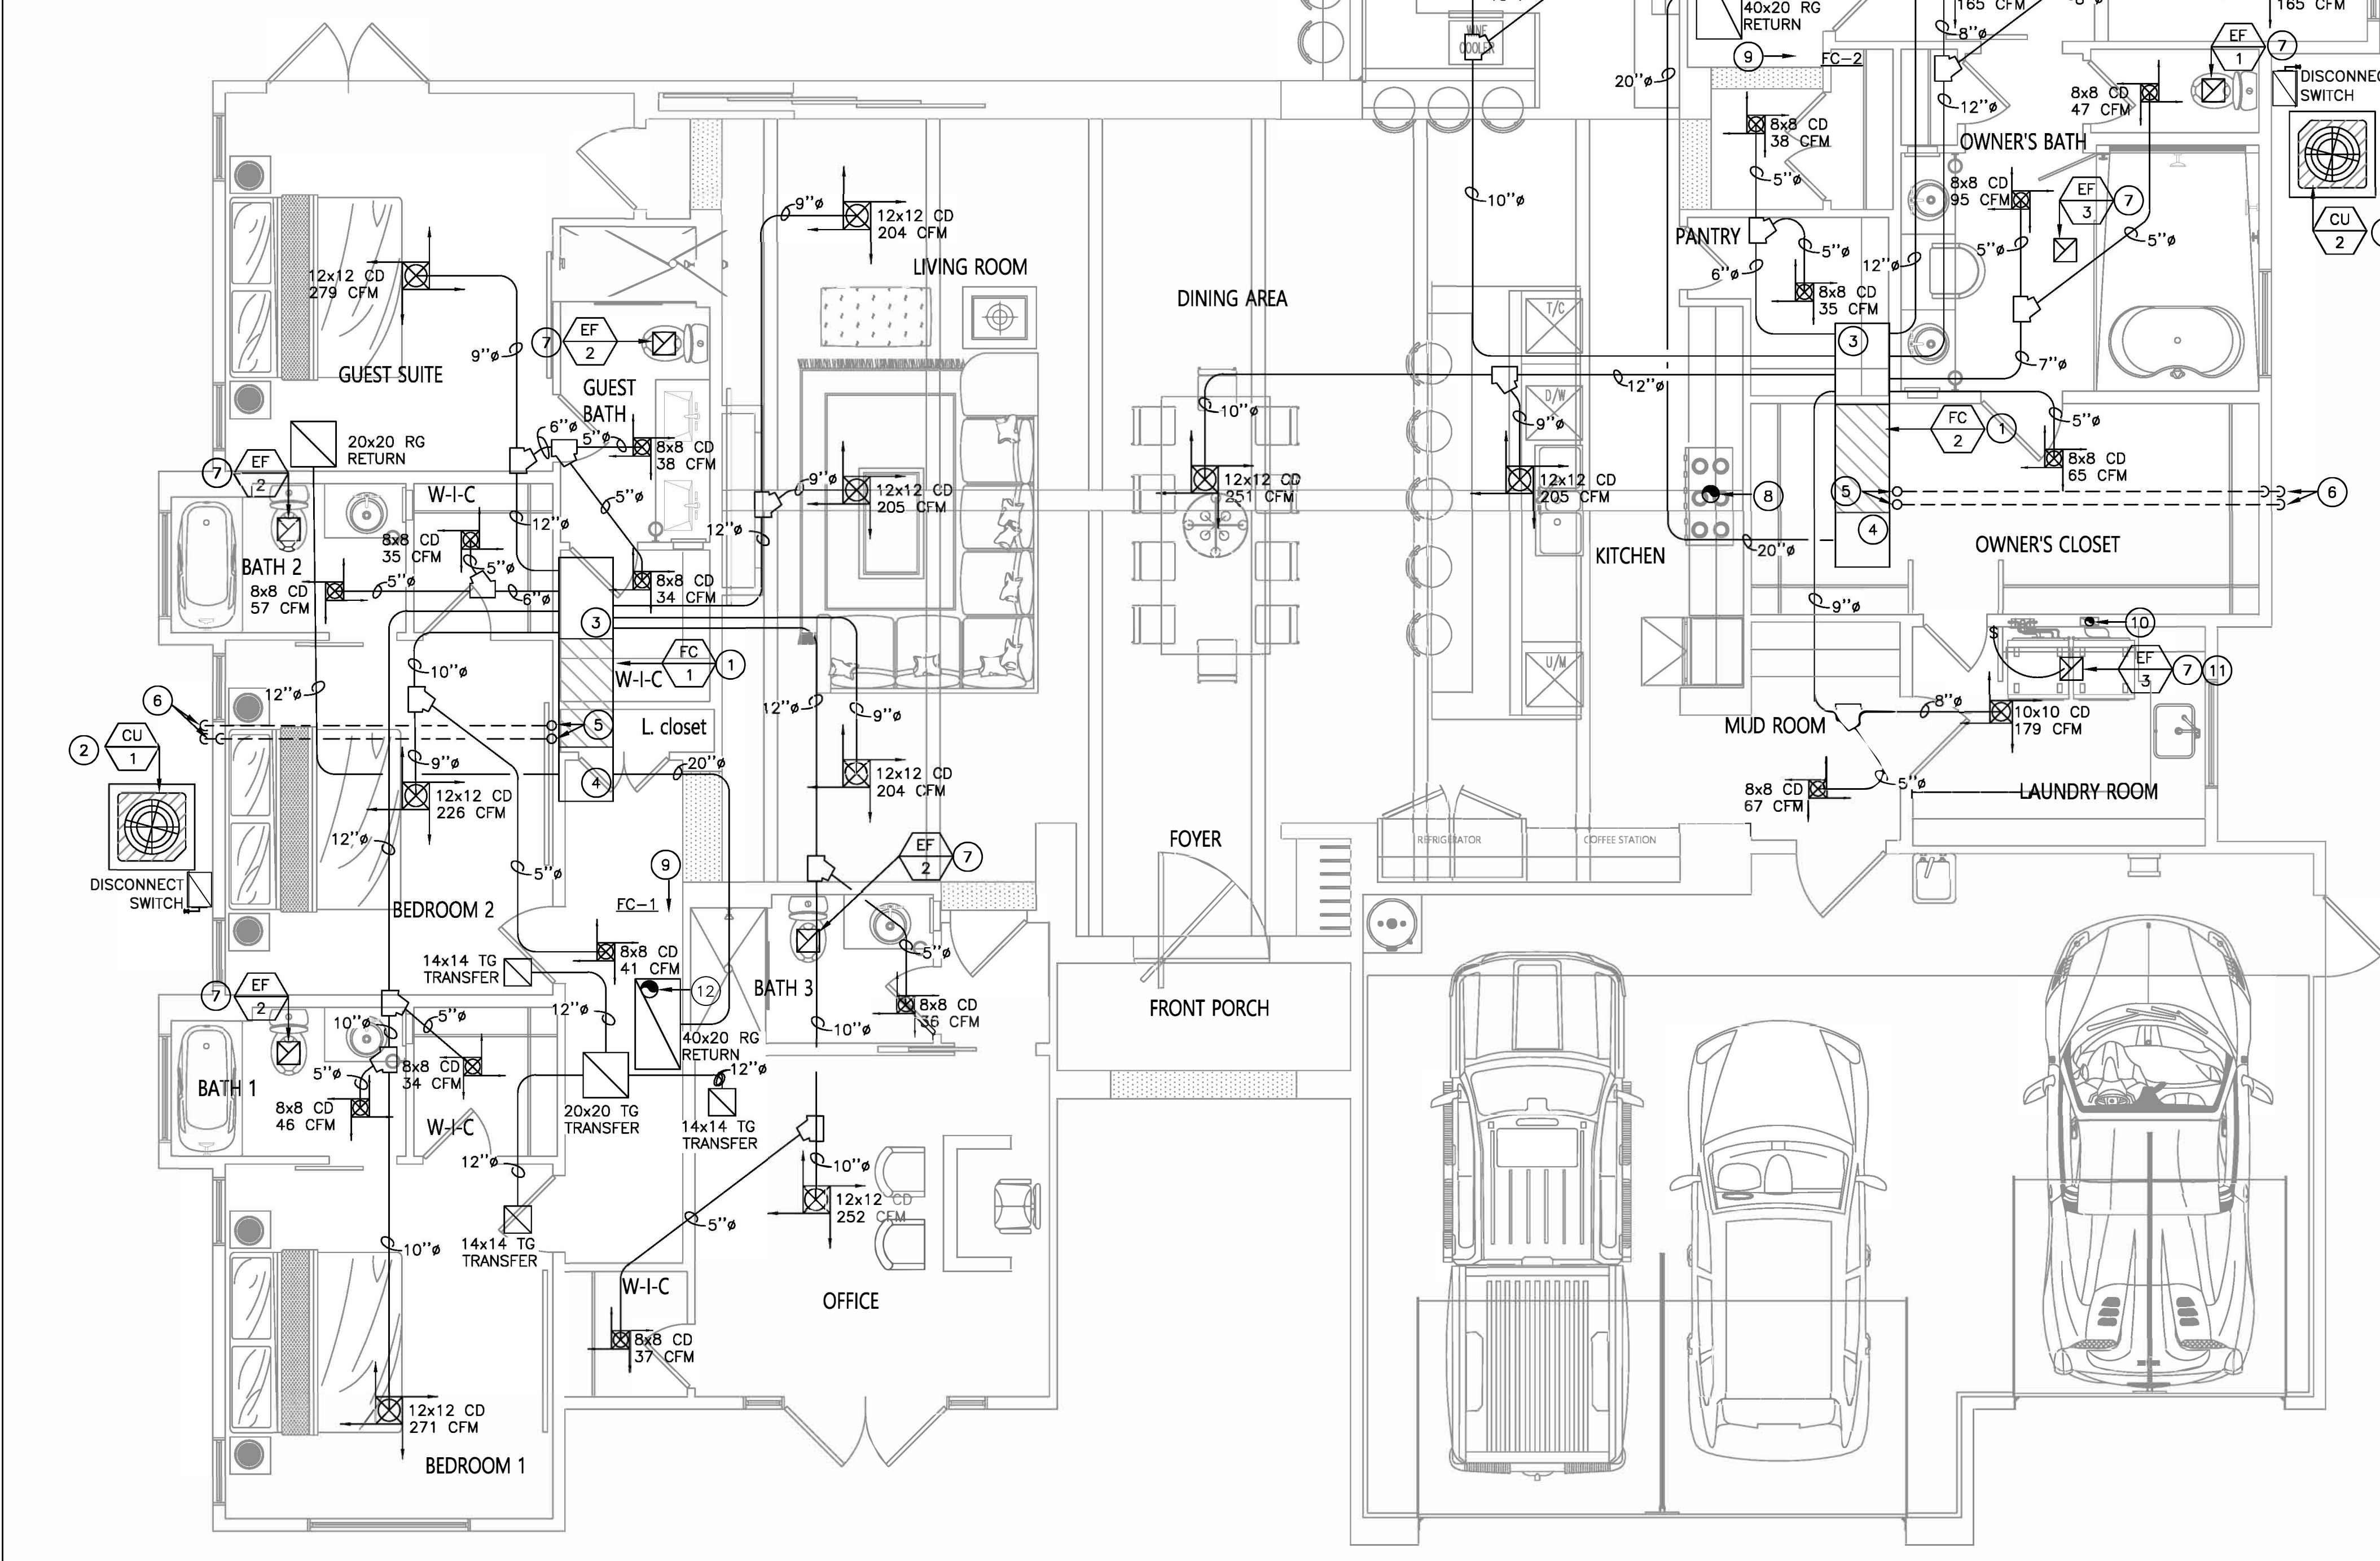 40x20 RG
RETURN
165 CFM
165 CFM
8"ø
WINE
COOLER
9
FC-2
EF
1
7
DISCONNEC
SWITCH
20"ø
12"ø
8x8 CD
47 CFM
8x8 CD
38 CFM
OWNER'S BATH
CU
2
9"ø
12x12 CD
204 CFM
10"ø
5"ø
8x8 CD
95 CFM
EF
3
7
PANTRY
5"ø
5"ø
5"ø
6"ø
12"ø
LIVING ROOM
DINING AREA
12x12 CD
279 CFM
8x8 CD
35 CFM
T/C
7
EF
2
3
9"ø
GUEST SUITE
GUEST
BATH
7"ø
12"ø
D/W
10"ø
9"ø
5"ø
FC
2
1
6"ø
5"ø
20x20 RG
RETURN
8x8 CD
38 CFM
8x8 CD
65 CFM
7
EF
2
W-I-C
9"ø
12x12 CD
205 CFM
12x12 CD
251 CFM
12x12 CD
205 CFM
8
5
6
5"ø
12"ø
12"ø
4
8x8 CD
35 CFM
5"ø
BATH 2
KITCHEN
20"ø
OWNER'S CLOSET
8x8 CD
57 CFM
5"ø
6"ø
8x8 CD
34 CFM
9"ø
3
10
$
FC
1
1
W-I-C
U/M
EF
3
7
11
10"ø
12"ø
6
12"ø
9"ø
8"ø
10x10 CD
179 CFM
5
L. closet
MUD ROOM
2
CU
1
9"ø
4
20"ø
12x12 CD
204 CFM
8x8 CD
67 CFM
5"ø
LAUNDRY ROOM
12x12 CD
226 CFM
12"ø
FOYER
REFRIGERATOR
COFFEE STATION
EF
2
7
9
5"ø
DISCONNECT
SWITCH
FC-1
BEDROOM 2
8x8 CD
41 CFM
5"ø
14x14 TG
TRANSFER
12
BATH 3
7
EF
2
8x8 CD
36 CFM
FRONT PORCH
10"ø
5"ø
12"ø
10"ø
40x20 RG
RETURN
8x8 CD
34 CFM
5"ø
12"ø
BATH 1
8x8 CD
46 CFM
20x20 TG
TRANSFER
14x14 TG
TRANSFER
W-I-C
12"ø
10"ø
12x12 CD
252 CFM
5"ø
14x14 TG
TRANSFER
10"ø
W-I-C
OFFICE
8x8 CD
37 CFM
12x12 CD
271 CFM
BEDROOM 1